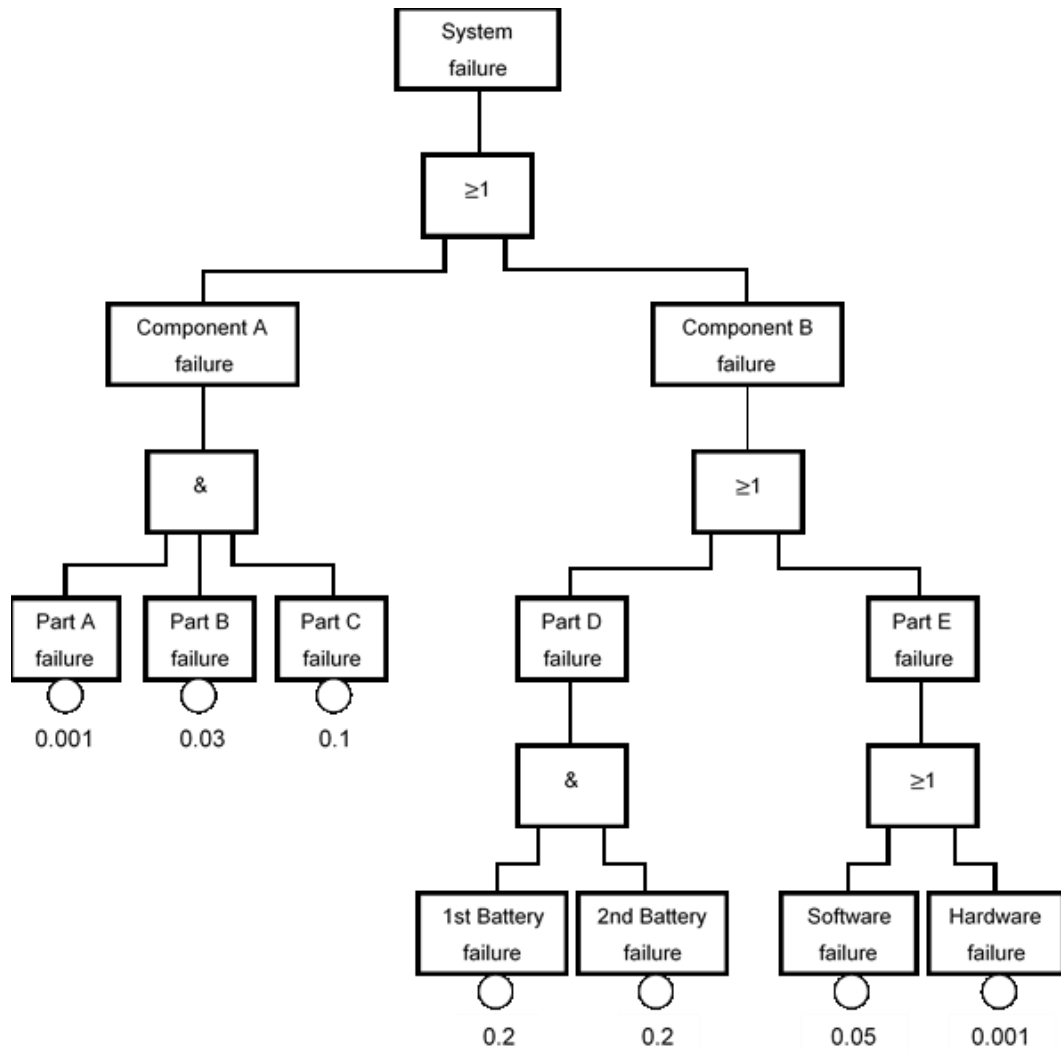 System
failure
≥1
Component A
failure
Component B
failure
&
≥1
Part A
failure
Part B
failure
Part C
failure
Part D
failure
Part E
failure
0.001
0.03
0.1
&
≥1
1st Battery
failure
2nd Battery
failure
Software
failure
Hardware
failure
0.2
0.2
0.05
0.001